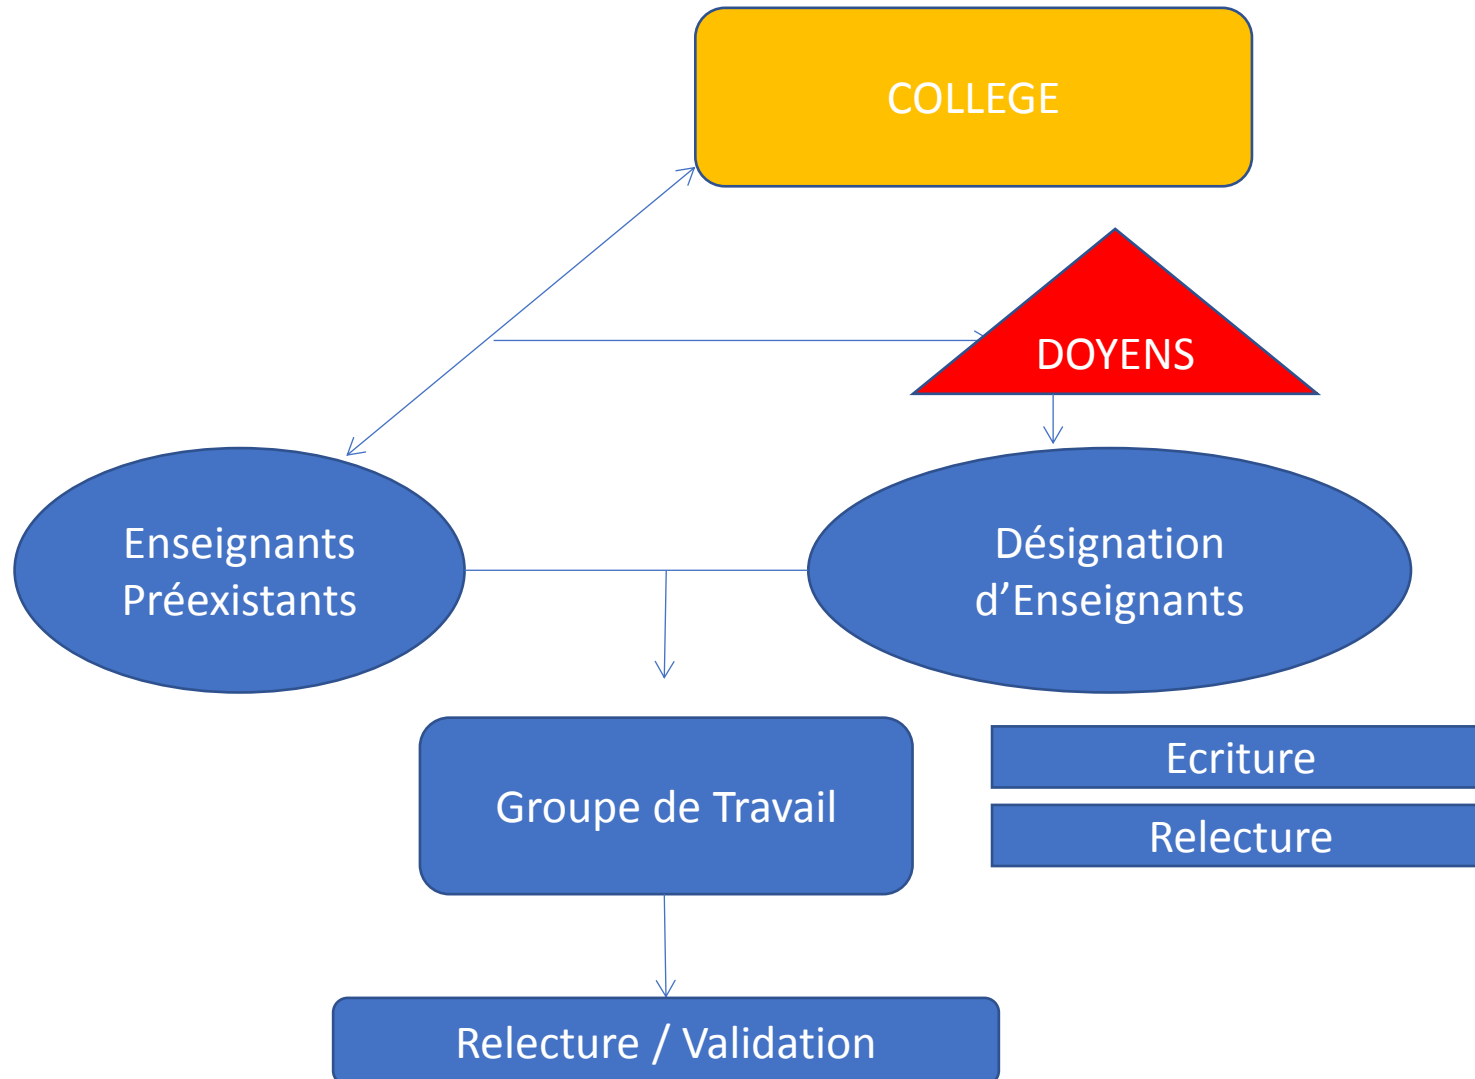 COLLEGE
DOYENS
Enseignants
Préexistants
Désignation
d’Enseignants
Ecriture
Groupe de Travail
Relecture
Relecture / Validation